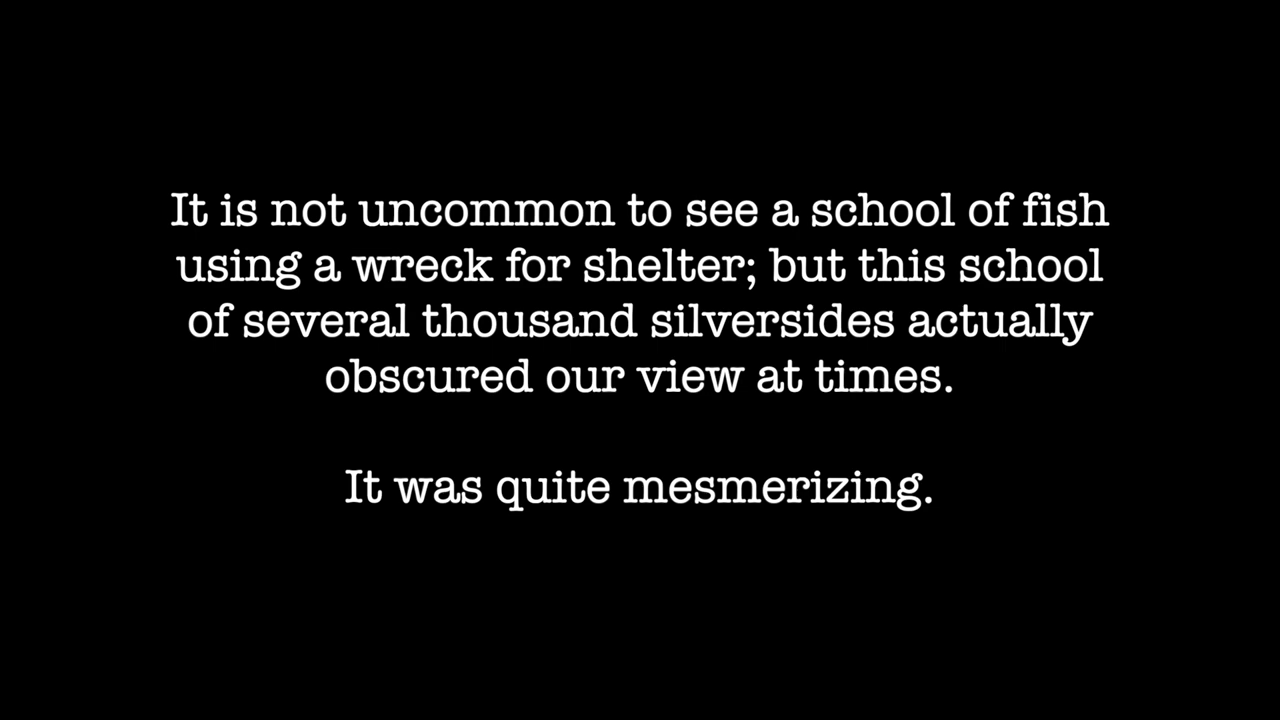 It is not uncommon to see a school of fish
using a wreck for shelter; but this school
of several thousand silversides actually
obscured our view at times.
It was quite mesmerizing.